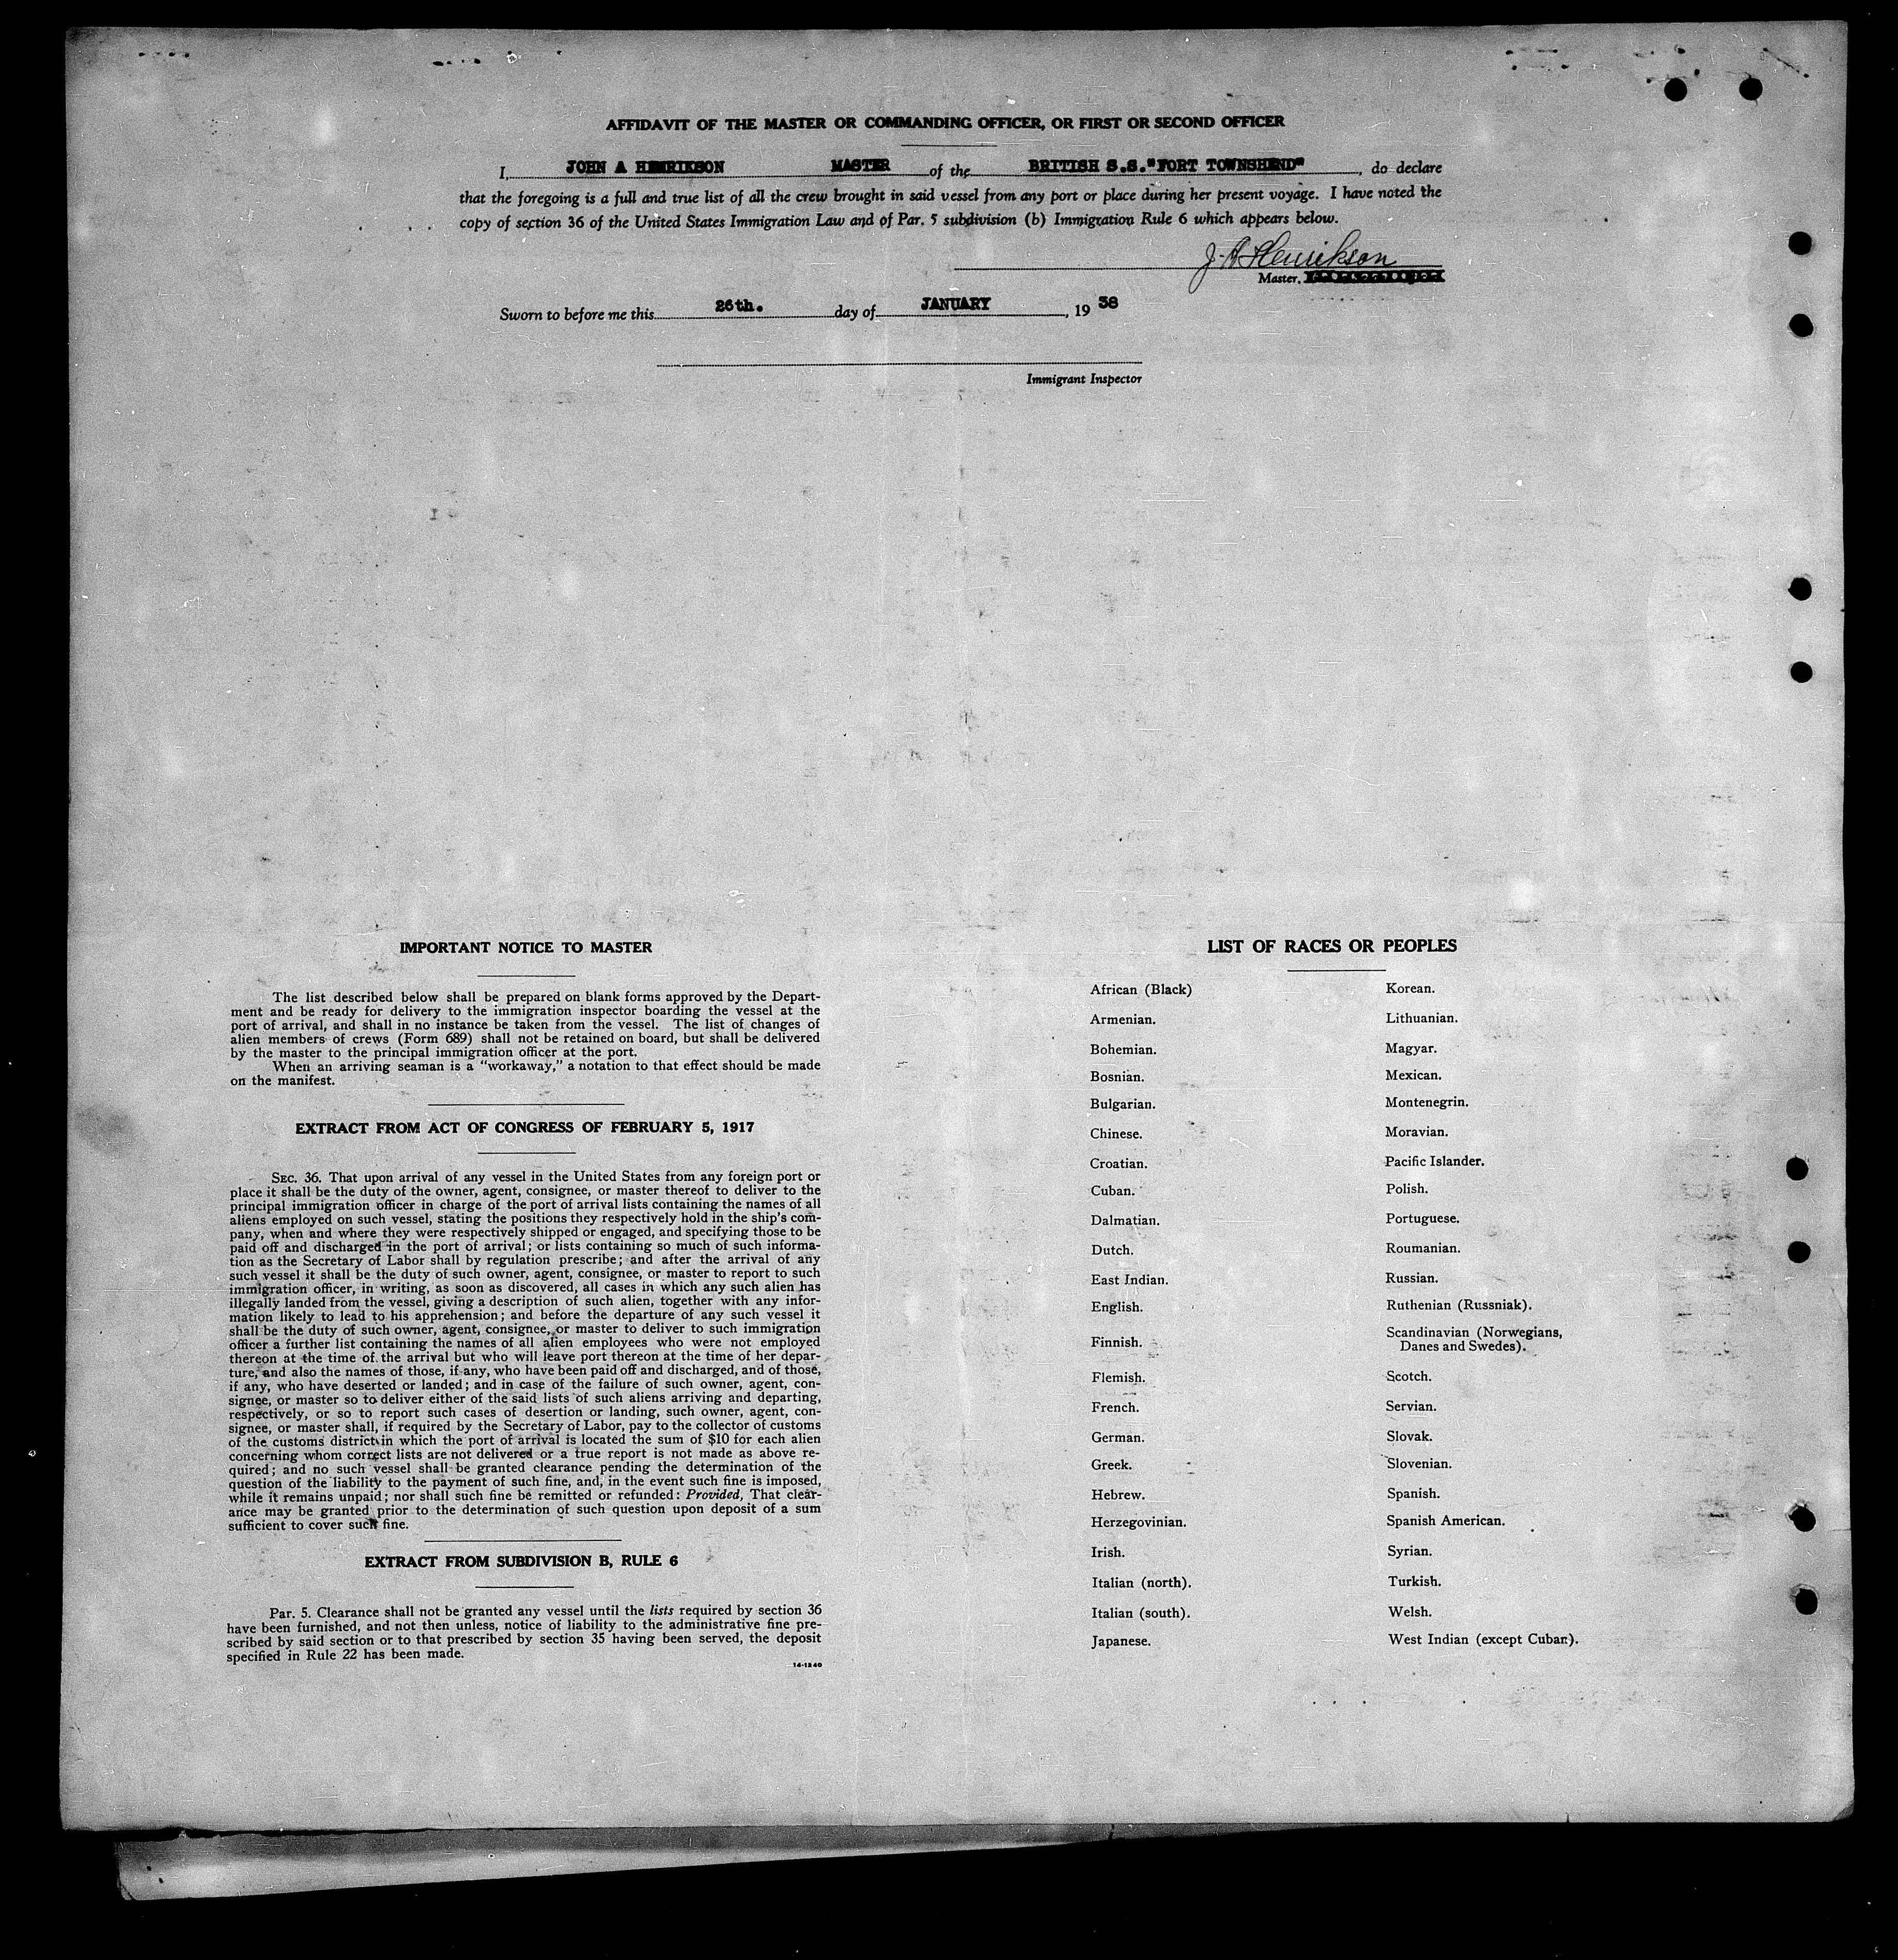 AFFIDAVIT OF THE MASTER OR COMMANDING OFFICER, OR FIRST OR SECOND OFFICER
I, JOHN A HENRIKSON MASTER of the BRITISH S.S."FORT TOWNSHEND", do declare
that the foregoing is a full and true list of all the crew brought in said vessel from any port or place during her present voyage. I have noted the
copy of section 36 of the United States Immigration Law and of Par. 5 subdivision (b) Immigration Rule 6 which appears below.
J. A Henrikson
Master,
Sworn to before me this 26th. day of JANUARY, 19 38
Immigrant Inspector
IMPORTANT NOTICE TO MASTER
The list described below shall be prepared on blank forms approved by the Depart-
ment and be ready for delivery to the immigration inspector boarding the vessel at the
port of arrival, and shall in no instance be taken from the vessel. The list of changes of
alien members of crews (Form 689) shall not be retained on board, but shall be delivered
by the master to the principal immigration officer at the port.
When an arriving seaman is a "workaway," a notation to that effect should be made
on the manifest.
EXTRACT FROM ACT OF CONGRESS OF FEBRUARY 5, 1917
SEC. 36. That upon arrival of any vessel in the United States from any foreign port or
place it shall be the duty of the owner, agent, consignee, or master thereof to deliver to the
principal immigration officer in charge of the port of arrival lists containing the names of all
aliens employed on such vessel, stating the positions they respectively hold in the ship's com-
pany, when and where they were respectively shipped or engaged, and specifying those to be
paid off and discharged in the port of arrival; or lists containing so much of such informa-
tion as the Secretary of Labor shall by regulation prescribe; and after the arrival of any
such vessel it shall be the duty of such owner, agent, consignee, or master to report to such
immigration officer, in writing, as soon as discovered, all cases in which any such alien has
illegally landed from the vessel, giving a description of such alien, together with any infor-
mation likely to lead to his apprehension; and before the departure of any such vessel it
shall be the duty of such owner, agent, consignee, or master to deliver to such immigration
officer a further list containing the names of all alien employees who were not employed
thereon at the time of the arrival but who will leave port thereon at the time of her depar-
ture, and also the names of those, if any, who have been paid off and discharged, and of those,
if any, who have deserted or landed; and in case of the failure of such owner, agent, con-
signee, or master so to deliver either of the said lists of such aliens arriving and departing,
respectively, or so to report such cases of desertion or landing, such owner, agent, con-
signee, or master shall, if required by the Secretary of Labor, pay to the collector of customs
of the customs district in which the port of arrival is located the sum of $10 for each alien
concerning whom correct lists are not delivered or a true report is not made as above re-
quired; and no such vessel shall be granted clearance pending the determination of the
question of the liability to the payment of such fine, and, in the event such fine is imposed,
while it remains unpaid; nor shall such fine be remitted or refunded: Provided, That clear-
ance may be granted prior to the determination of such question upon deposit of a sum
sufficient to cover such fine.
EXTRACT FROM SUBDIVISION B, RULE 6
Par. 5. Clearance shall not be granted any vessel until the lists required by section 36
have been furnished, and not then unless, notice of liability to the administrative fine pre-
scribed by said section or to that prescribed by section 35 having been served, the deposit
specified in Rule 22 has been made.
14-1240
LIST OF RACES OR PEOPLES
African (Black)
Armenian.
Bohemian.
Bosnian.
Bulgarian.
Chinese.
Croatian.
Cuban.
Dalmatian.
Dutch.
East Indian.
English.
Finnish.
Flemish.
French.
German.
Greek.
Hebrew.
Herzegovinian.
Irish.
Italian (north).
Italian (south).
Japanese.
Korean.
Lithuanian.
Magyar.
Mexican.
Montenegrin.
Moravian.
Pacific Islander.
Polish.
Portuguese.
Roumanian.
Russian.
Ruthenian (Russniak).
Scandinavian (Norwegians,
Danes and Swedes).
Scotch.
Servian.
Slovak.
Slovenian.
Spanish.
Spanish American.
Syrian.
Turkish.
Welsh.
West Indian (except Cuban).